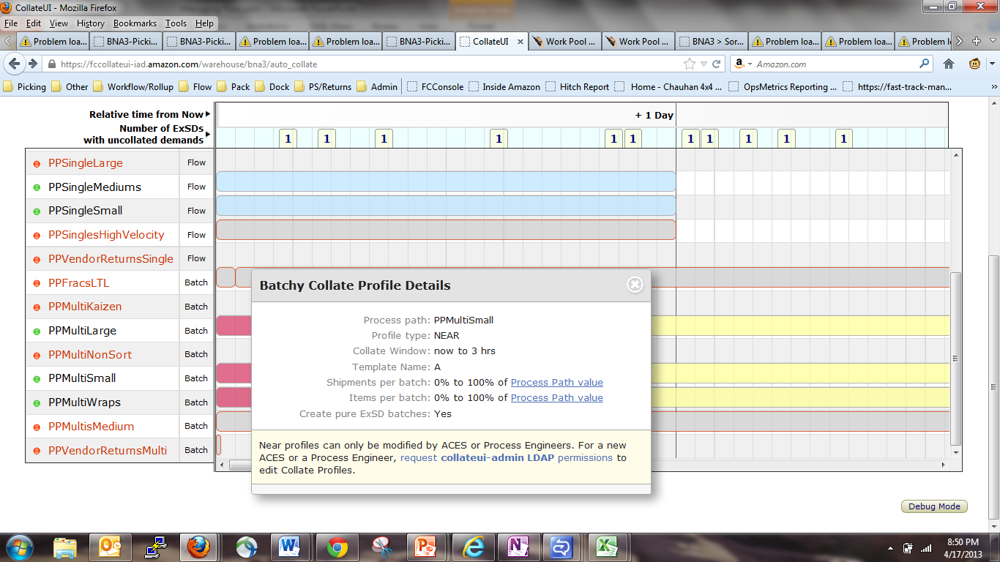 CollateUI - Mozilla Firefox
File Edit View History Bookmarks Tools Help
Problem loa... BNA3-Picki... BNA3-Picki... Problem loa... Problem loa... BNA3-Picki... CollateUI Work Pool ... Work Pool ... BNA3 > Sor... Problem loa... Problem loa... Problem l
https://fccollateui-iad.amazon.com/warehouse/bna3/auto_collate
Amazon.com
Picking Other Workflow/Rollup Flow Pack Dock PS/Returns Admin FCConsole Inside Amazon Hitch Report Home - Chauhan 4x4 ... OpsMetrics Reporting ... https://fast-track-man... »
Relative time from Now
+ 1 Day
Number of ExSDs
with uncollated demands
1 1 1 1 1 1 1 1 1 1 1
PPSingleLarge Flow
PPSingleMediums Flow
PPSingleSmall Flow
PPSinglesHighVelocity Flow
PPVendorReturnsSingle Flow
PPFracsLTL Batch
PPMultiKaizen Batch
PPMultiLarge Batch
PPMultiNonSort Batch
PPMultiSmall Batch
PPMultiWraps Batch
PPMultisMedium Batch
PPVendorReturnsMulti Batch
Batchy Collate Profile Details
Process path: PPMultiSmall
Profile type: NEAR
Collate Window: now to 3 hrs
Template Name: A
Shipments per batch: 0% to 100% of Process Path value
Items per batch: 0% to 100% of Process Path value
Create pure ExSD batches: Yes
Near profiles can only be modified by ACES or Process Engineers. For a new
ACES or a Process Engineer, request collateui-admin LDAP permissions to
edit Collate Profiles.
Debug Mode
8:50 PM
4/17/2013